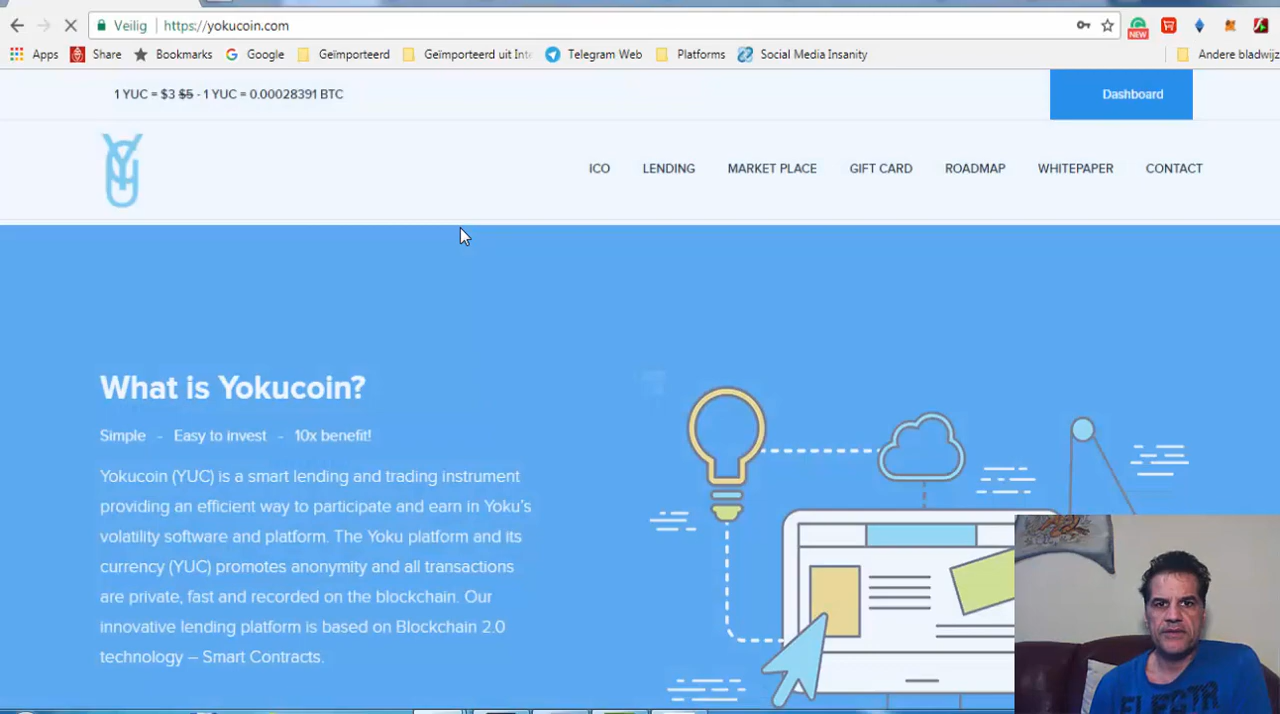 Veilig https://yokucoin.com
NEW
Apps Share Bookmarks Google Geïmporteerd Geïmporteerd uit Telegram Web Platforms Social Media Insanity Andere
1 YUC = $3 $5 - 1 YUC = 0.00028391 BTC
Dashboard
ICO LENDING MARKET PLACE GIFT CARD ROADMAP WHITEPAPER CONTACT
What is Yokucoin?
Simple - Easy to invest - 10x benefit!
Yokucoin (YUC) is a smart lending and trading instrument
providing an efficient way to participate and earn in Yoku's
volatility software and platform. The Yoku platform and its
currency (YUC) promotes anonymity and all transactions
are private, fast and recorded on the blockchain. Our
innovative lending platform is based on Blockchain 2.0
technology – Smart Contracts.